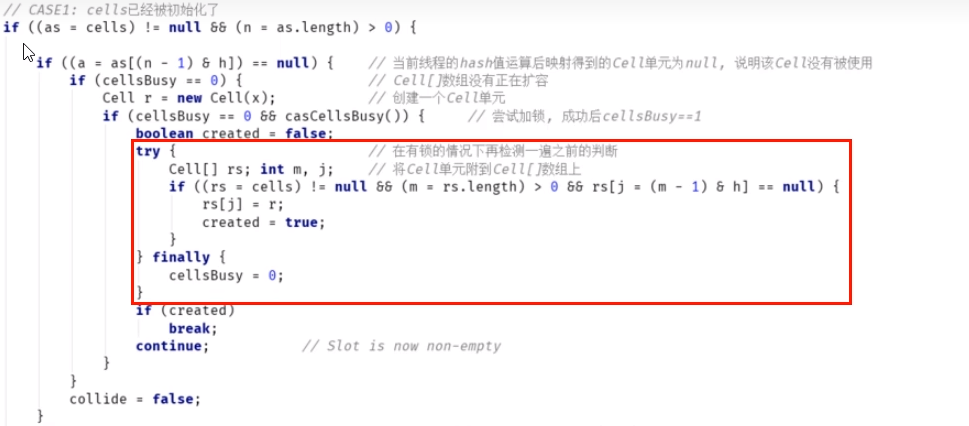 // CASE1: cells已经被初始化了
if ((as = cells) != null && (n = as.length) > 0) {
if ((a = as[(n - 1) & h]) == null) {    // 当前线程的hash值运算后映射得到的Cell单元为null, 说明该Cell没有被使用
if (cellsBusy == 0) {    // Cell[]数组没有正在扩容
Cell r = new Cell(x);    // 创建一个Cell单元
if (cellsBusy == 0 && casCellsBusy()) {    // 尝试加锁, 成功后cellsBusy==1
boolean created = false;
try {    // 在有锁的情况下再检测一遍之前的判断
Cell[] rs; int m, j;    // 将Cell单元附到Cell[]数组上
if ((rs = cells) != null && (m = rs.length) > 0 && rs[j = (m - 1) & h] == null) {
rs[j] = r;
created = true;
}
} finally {
cellsBusy = 0;
}
if (created)
break;
continue;    // Slot is now non-empty
}
}
collide = false;
}